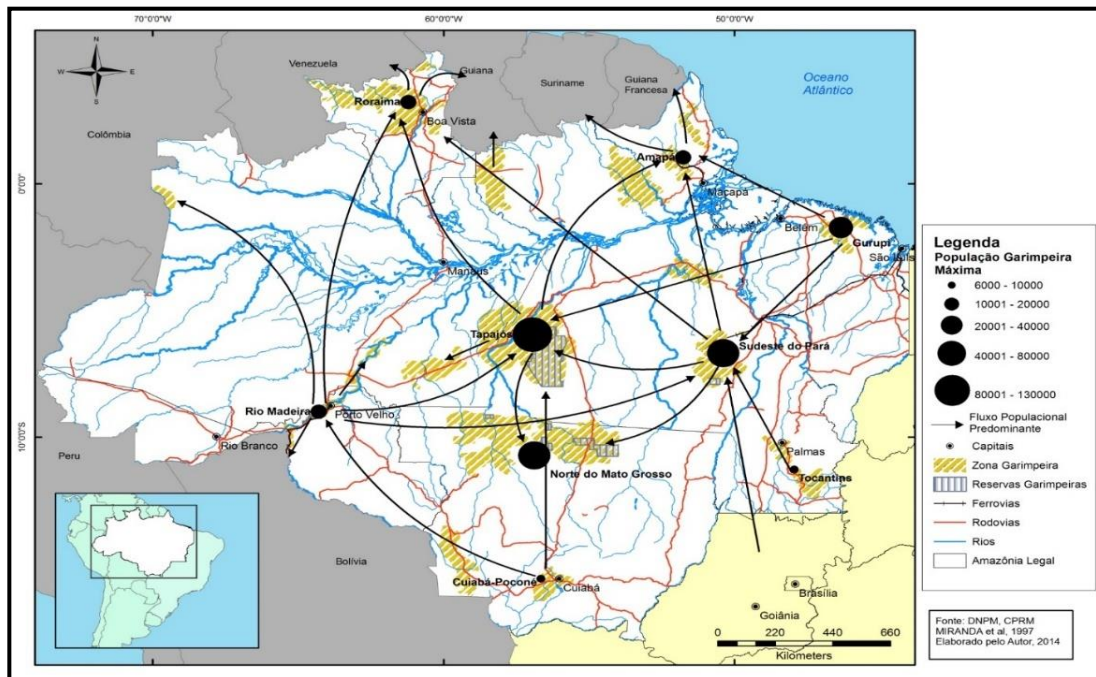 70°0'0"W
60°0'0"W
50°0'0"W
N
W
E
S
Venezuela
Guiana
Suriname
Guiana
Francesa
Oceano
Atlântico
Colômbia
Roraima
Boa Vista
Amapá
Macapá
0°0'0"
Belém
Gurupi
São Luís
Manaus
Tapajós
Sudeste do Pará
Rio Madeira
Porto Velho
Rio Branco
10°0'0"S
Peru
Palmas
Norte do Mato Grosso
Tocantins
Bolívia
Cuiabá-Poconé
Cuiabá
Brasília
Goiânia
0
220
440
660
Kilometers
Legenda
População Garimpeira
Máxima
6000 - 10000
10001 - 20000
20001 - 40000
40001 - 80000
80001 - 130000
Fluxo Populacional
Predominante
Capitais
Zona Garimpeira
Reservas Garimpeiras
Ferrovias
Rodovias
Rios
Amazônia Legal
Fonte: DNPM, CPRM
MIRANDA et al, 1997
Elaborado pelo Autor, 2014